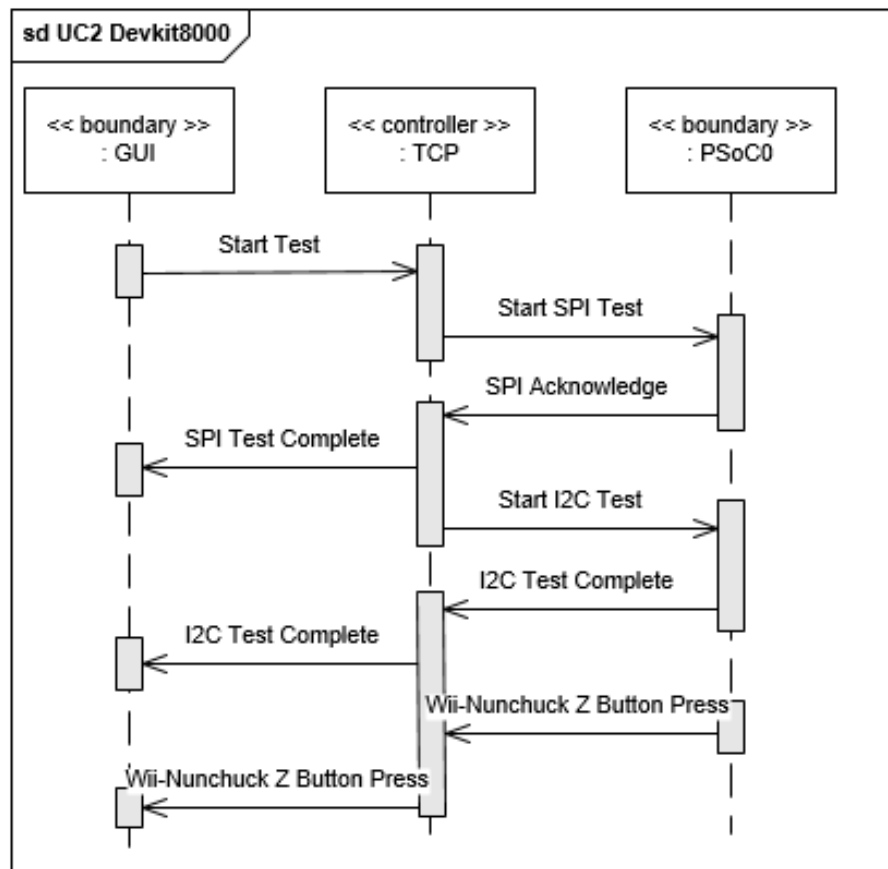 sd UC2 Devkit8000
<< boundary >>
: GUI
<< controller >>
: TCP
<< boundary >>
: PSoC0
Start Test
Start SPI Test
SPI Acknowledge
SPI Test Complete
Start I2C Test
I2C Test Complete
I2C Test Complete
Wii-Nunchuck Z Button Press
Wii-Nunchuck Z Button Press